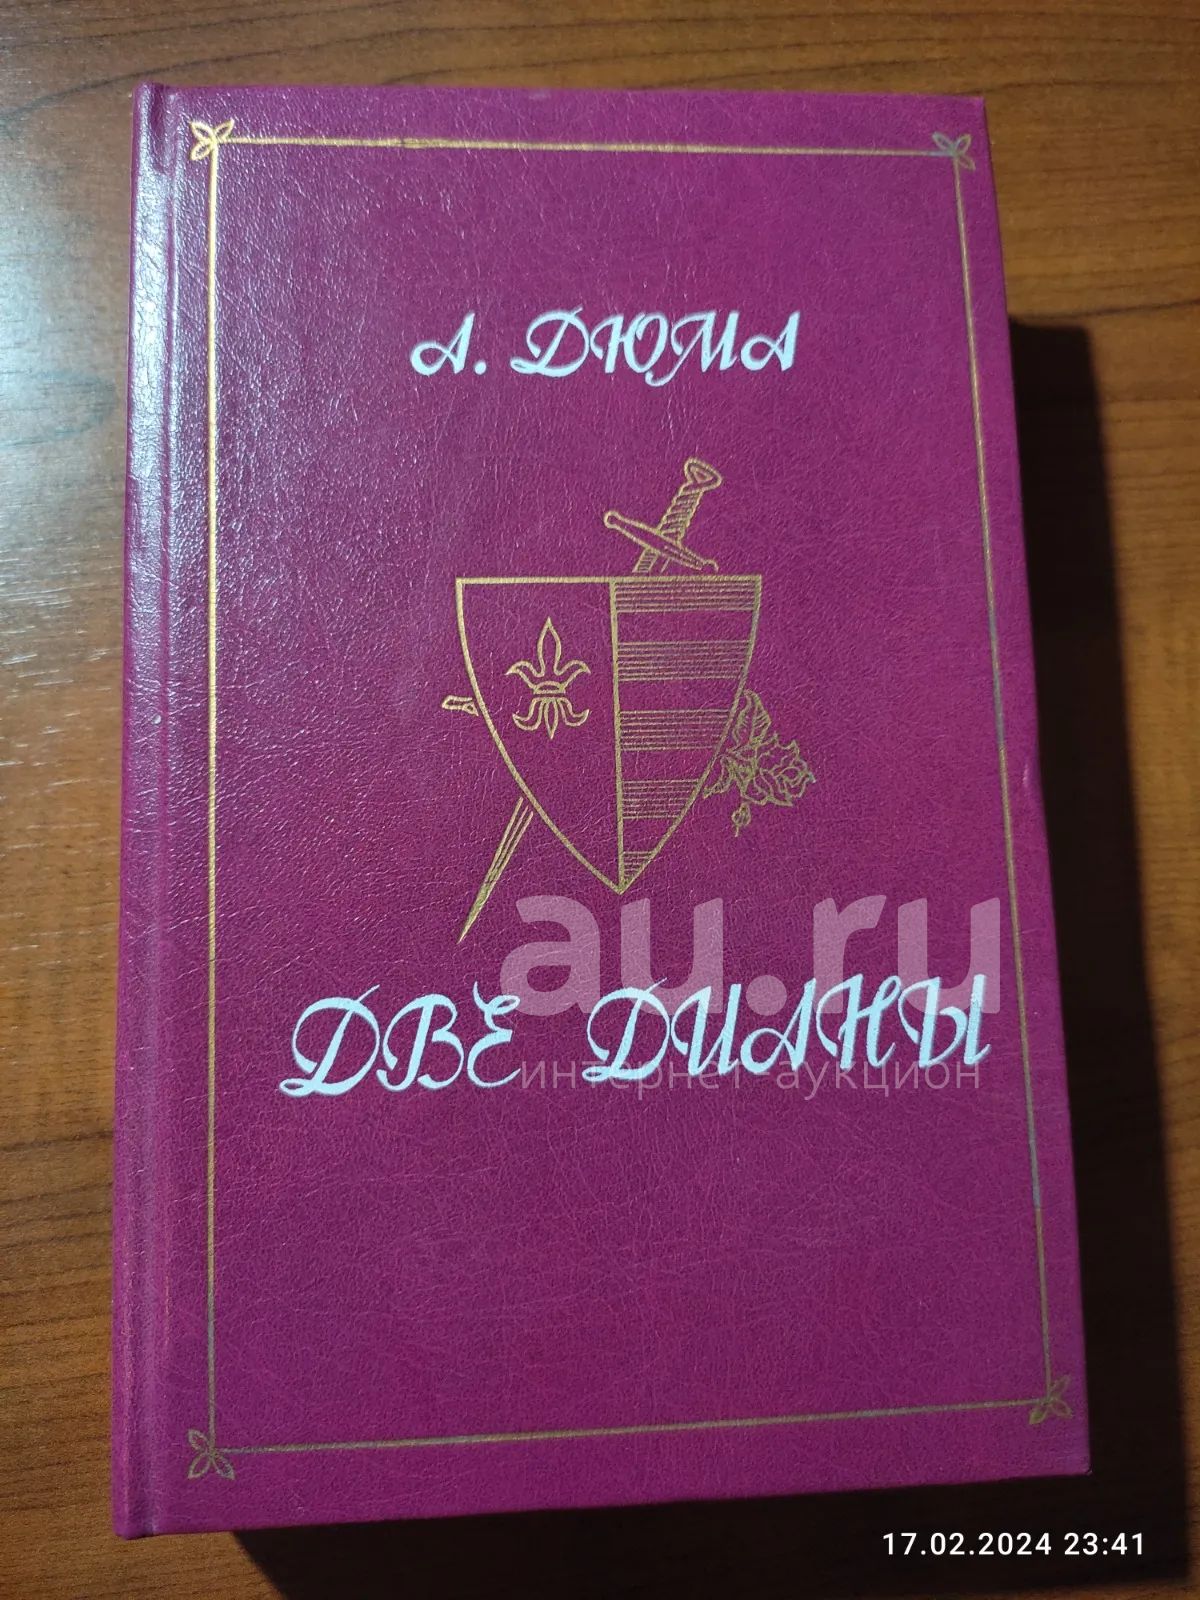 А. ДЮМА
au.ru
ДВЕ ДИАНЫ
интернет-аукцион
17.02.2024 23:41